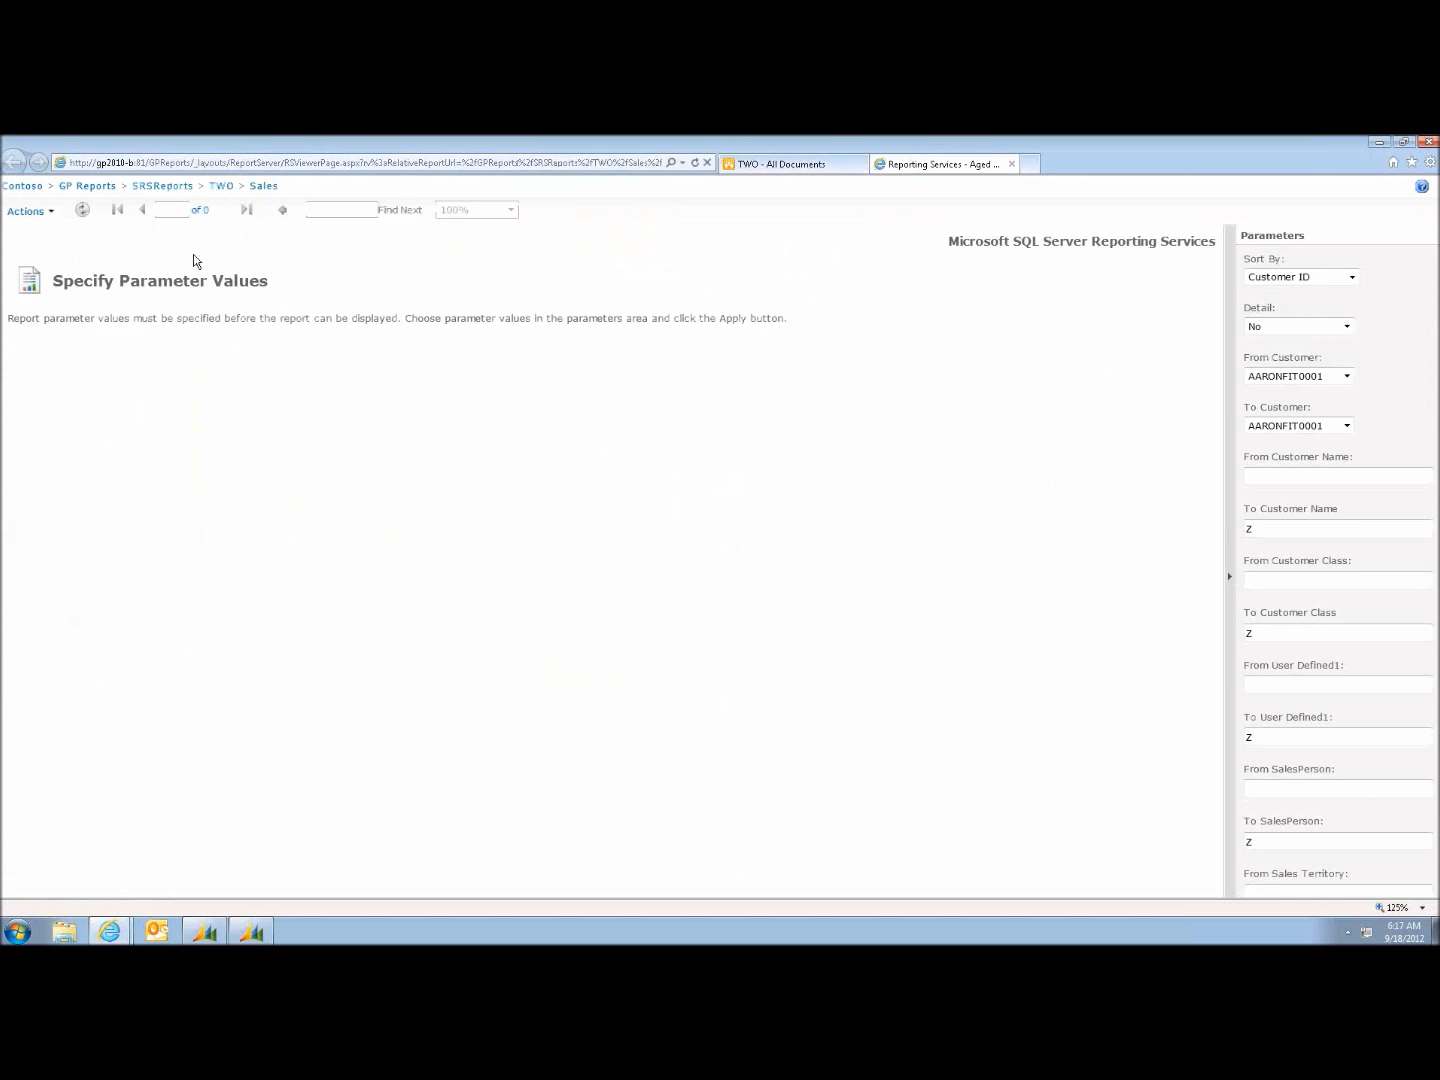 http://gp2010-b:81/GPReports/_layouts/ReportServer/RSViewerPage.aspx?rv%3aRelativeReportUrl=%2fGPReports%2fSRSReports%2fTWO%2fSales%2f
TWO - All Documents
Reporting Services - Aged ...
Contoso > GP Reports > SRSReports > TWO > Sales
Actions
of 0
Find Next
100%
Microsoft SQL Server Reporting Services
Specify Parameter Values
Report parameter values must be specified before the report can be displayed. Choose parameter values in the parameters area and click the Apply button.
Parameters
Sort By:
Customer ID
Detail:
No
From Customer:
AARONFIT0001
To Customer:
AARONFIT0001
From Customer Name:
To Customer Name
Z
From Customer Class:
To Customer Class
Z
From User Defined1:
To User Defined1:
Z
From SalesPerson:
To SalesPerson:
Z
From Sales Territory:
125%
6:17 AM
9/18/2012